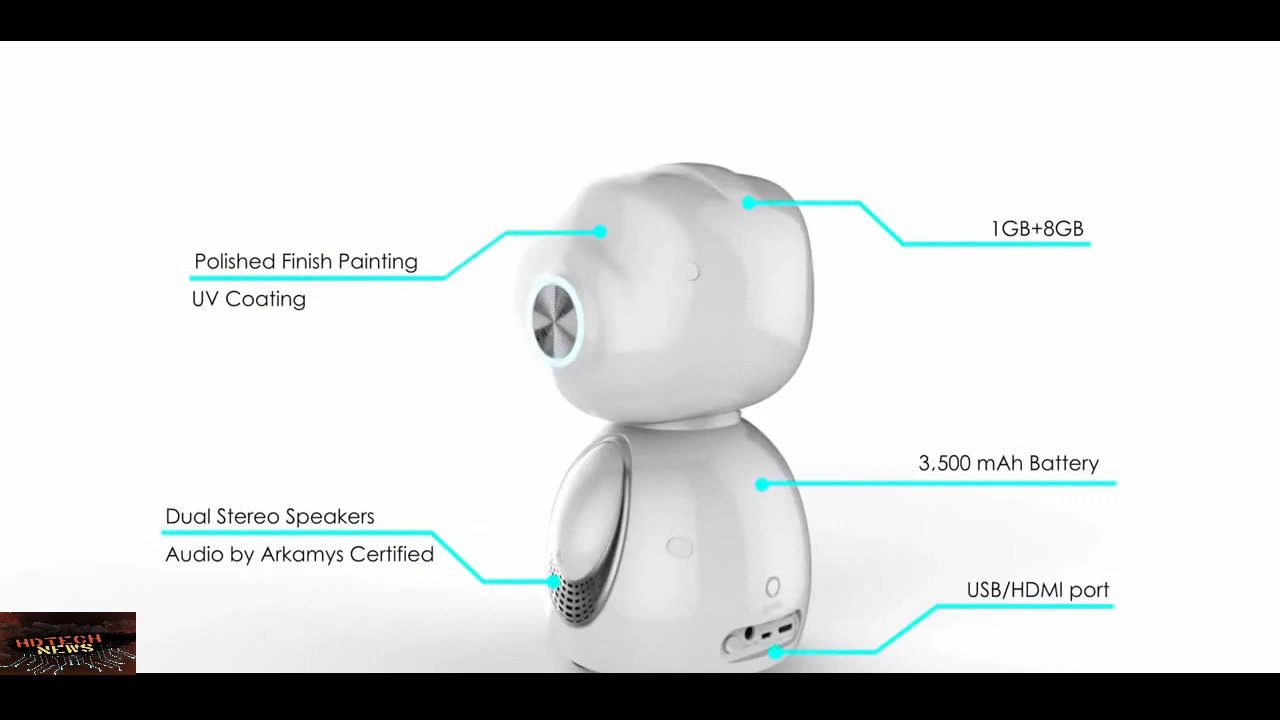 1GB+8GB
Polished Finish Painting
UV Coating
3,500 mAh Battery
Dual Stereo Speakers
Audio by Arkamys Certified
USB/HDMI port
HDTECH
NEWS